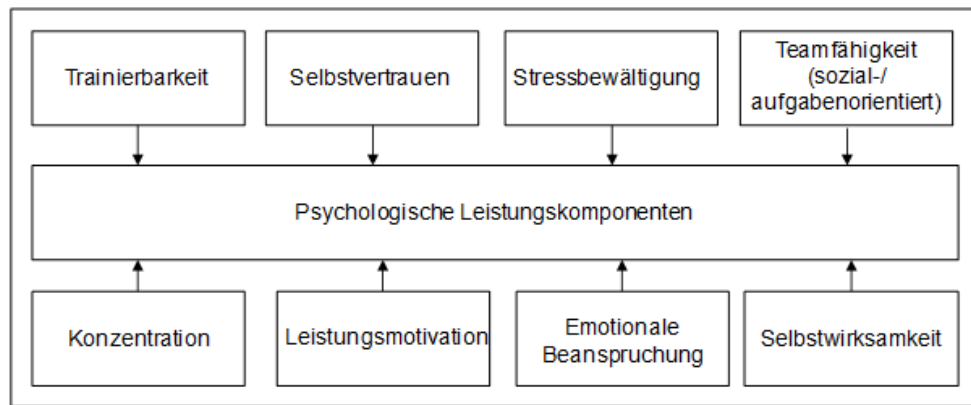 Trainierbarkeit
Selbstvertrauen
Stressbewältigung
Teamfähigkeit
(sozial-/
aufgabenorientiert)
Psychologische Leistungskomponenten
Konzentration
Leistungsmotivation
Emotionale
Beanspruchung
Selbstwirksamkeit